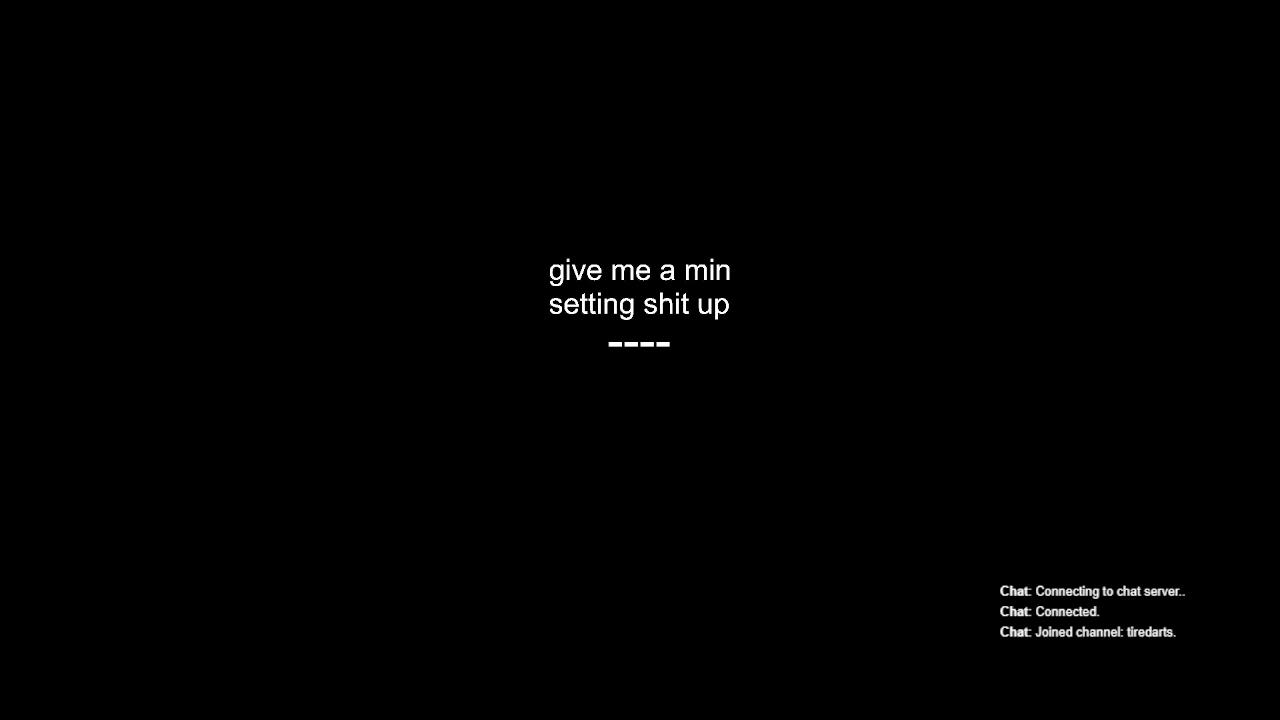 give me a min
setting shit up
----
Chat: Connecting to chat server..
Chat: Connected.
Chat: Joined channel: tiredarts.